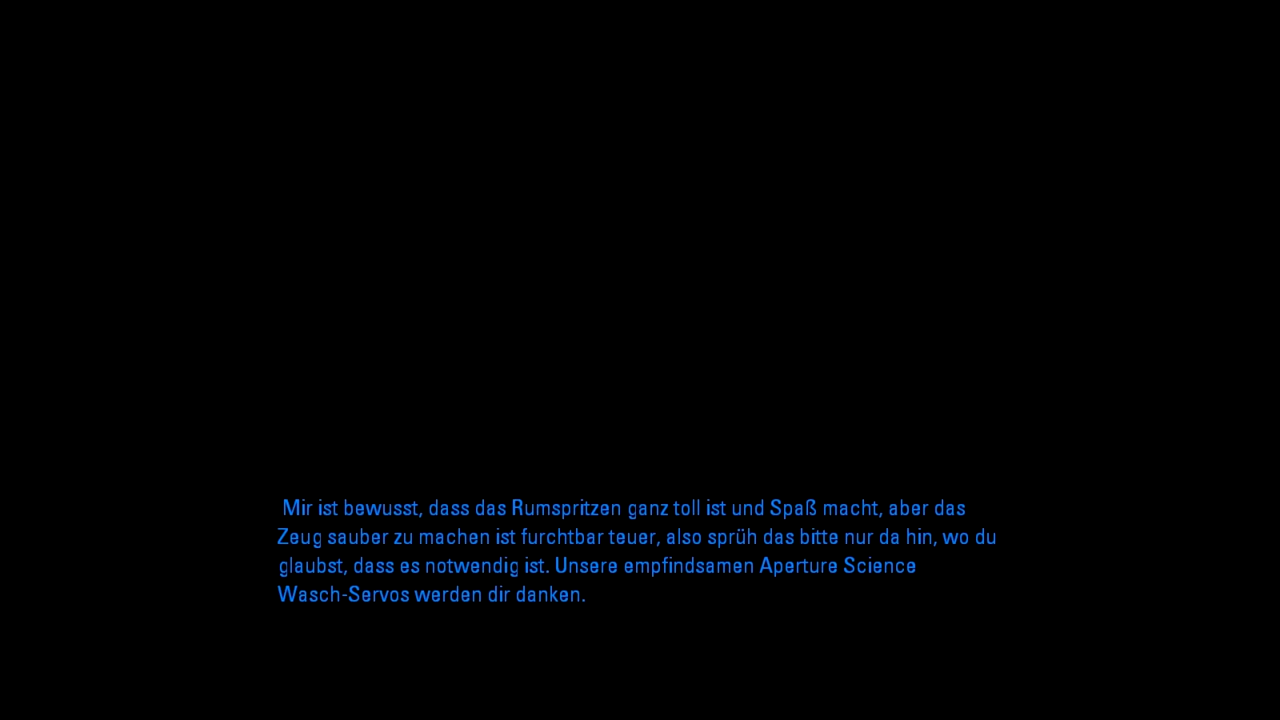 Mir ist bewusst, dass das Rumspritzen ganz toll ist und Spaß macht, aber das
Zeug sauber zu machen ist furchtbar teuer, also sprüh das bitte nur da hin, wo du
glaubst, dass es notwendig ist. Unsere empfindsamen Aperture Science
Wasch-Servos werden dir danken.